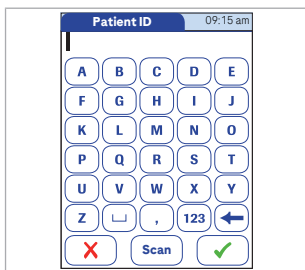 Patient ID 09:15 am
A B C D E
F G H I J
K L M N O
P Q R S T
U V W X Y
Z , 123
Scan